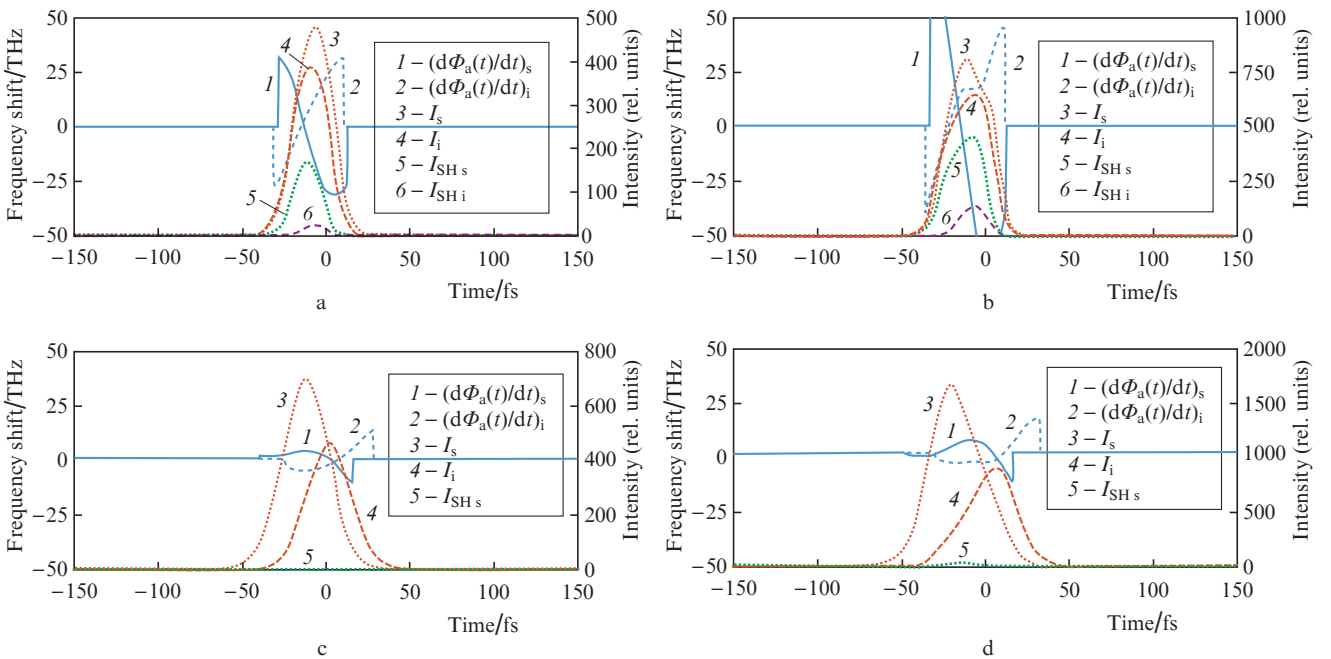 50
25
0
−25
−50
Frequency shift/THz
500
400
300
200
100
0
Intensity (rel. units)
−150
−100
−50
0
50
100
150
Time/fs
1
2
3
4
5
6
1 – (dΦa(t)/dt)s
2 – (dΦa(t)/dt)i
3 – Is
4 – Ii
5 – ISH s
6 – ISH i
a
50
25
0
−25
−50
Frequency shift/THz
1000
750
500
250
0
Intensity (rel. units)
−150
−100
−50
0
50
100
150
Time/fs
1
2
3
4
5
6
1 – (dΦa(t)/dt)s
2 – (dΦa(t)/dt)i
3 – Is
4 – Ii
5 – ISH s
6 – ISH i
b
50
25
0
−25
−50
Frequency shift/THz
800
600
400
200
0
Intensity (rel. units)
−150
−100
−50
0
50
100
150
Time/fs
1
2
3
4
5
1 – (dΦa(t)/dt)s
2 – (dΦa(t)/dt)i
3 – Is
4 – Ii
5 – ISH s
c
50
25
0
−25
−50
Frequency shift/THz
2000
1500
1000
500
0
Intensity (rel. units)
−150
−100
−50
0
50
100
150
Time/fs
1
2
3
4
5
1 – (dΦa(t)/dt)s
2 – (dΦa(t)/dt)i
3 – Is
4 – Ii
5 – ISH s
d